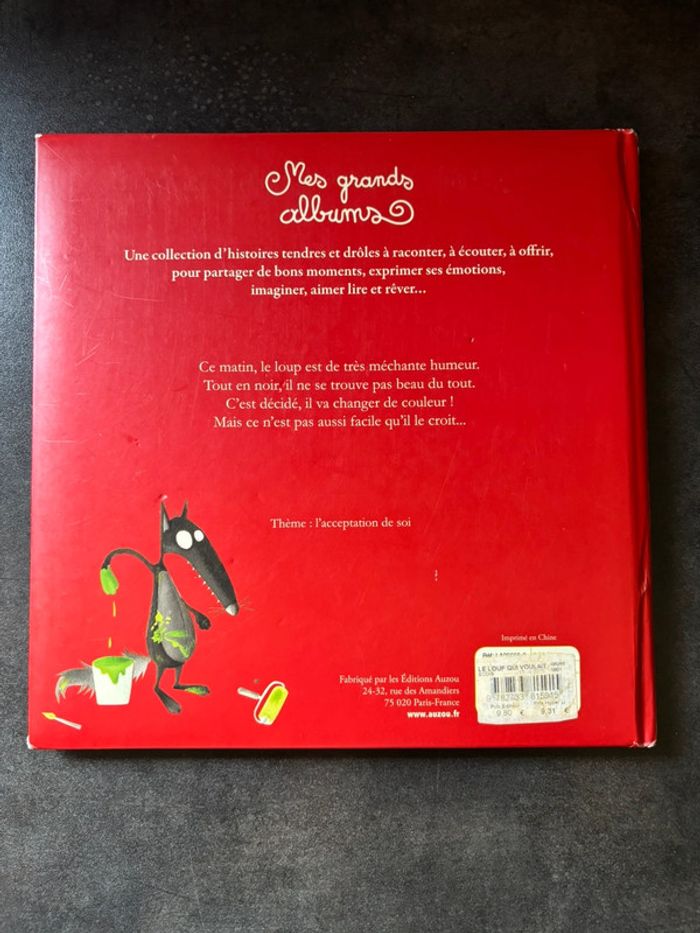 Mes grands
albums
Une collection d'histoires tendres et drôles à raconter, à écouter, à offrir,
pour partager de bons moments, exprimer ses émotions,
imaginer, aimer lire et rêver...
Ce matin, le loup est de très méchante humeur.
Tout en noir, il ne se trouve pas beau du tout.
C'est décidé, il va changer de couleur !
Mais ce n'est pas aussi facile qu'il le croit...
Thème : l'acceptation de soi
Imprimé en Chine
LE LOUP QUI VOULAIT
Fabriqué par les Éditions Auzou
24-32, rue des Amandiers
75 020 Paris-France
www.auzou.fr
9,80 € 9,31 €